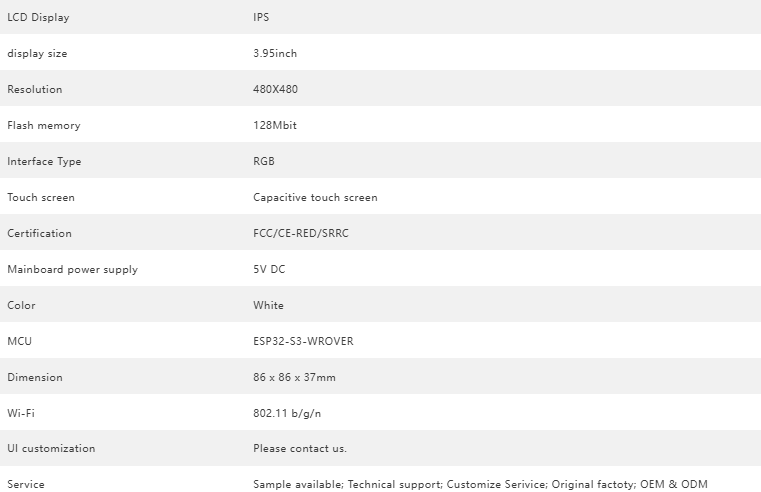 LCD Display IPS
display size 3.95inch
Resolution 480X480
Flash memory 128Mbit
Interface Type RGB
Touch screen Capacitive touch screen
Certification FCC/CE-RED/SRRC
Mainboard power supply 5V DC
Color White
MCU ESP32-S3-WROVER
Dimension 86 x 86 x 37mm
Wi-Fi 802.11 b/g/n
UI customization Please contact us.
Service Sample available; Technical support; Customize Serivice; Original factoty; OEM & ODM